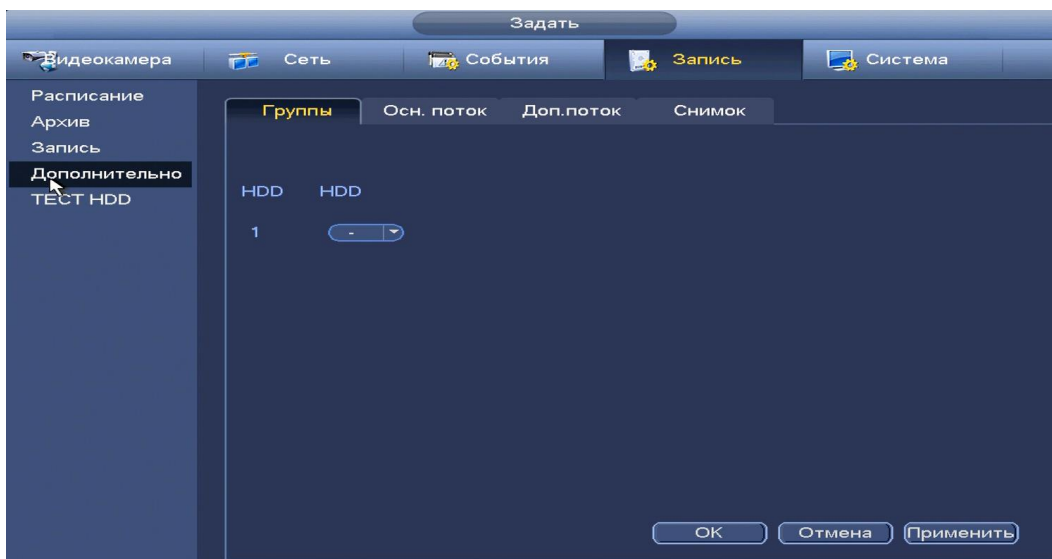 Задать
Видеокамера Сеть События Запись Система
Расписание
Архив
Запись
Дополнительно
ТЕСТ HDD
Группы Осн. поток Доп.поток Снимок
HDD HDD
1 -
OK Отмена Применить